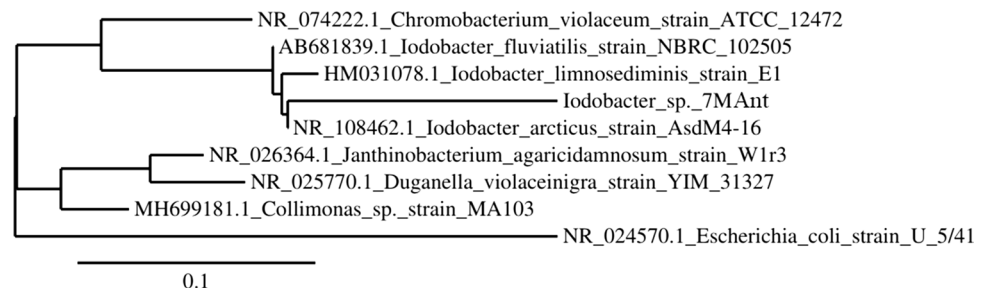 NR_074222.1_Chromobacterium_violaceum_strain_ATCC_12472
AB681839.1_Iodobacter_fluviatilis_strain_NBRC_102505
HM031078.1_Iodobacter_limnosediminis_strain_E1
Iodobacter_sp._7MAnt
NR_108462.1_Iodobacter_arcticus_strain_AsdM4-16
NR_026364.1_Janthinobacterium_agaricidamnosum_strain_W1r3
NR_025770.1_Duganella_violaceinigra_strain_YIM_31327
MH699181.1_Collimonas_sp._strain_MA103
NR_024570.1_Escherichia_coli_strain_U_5/41
0.1